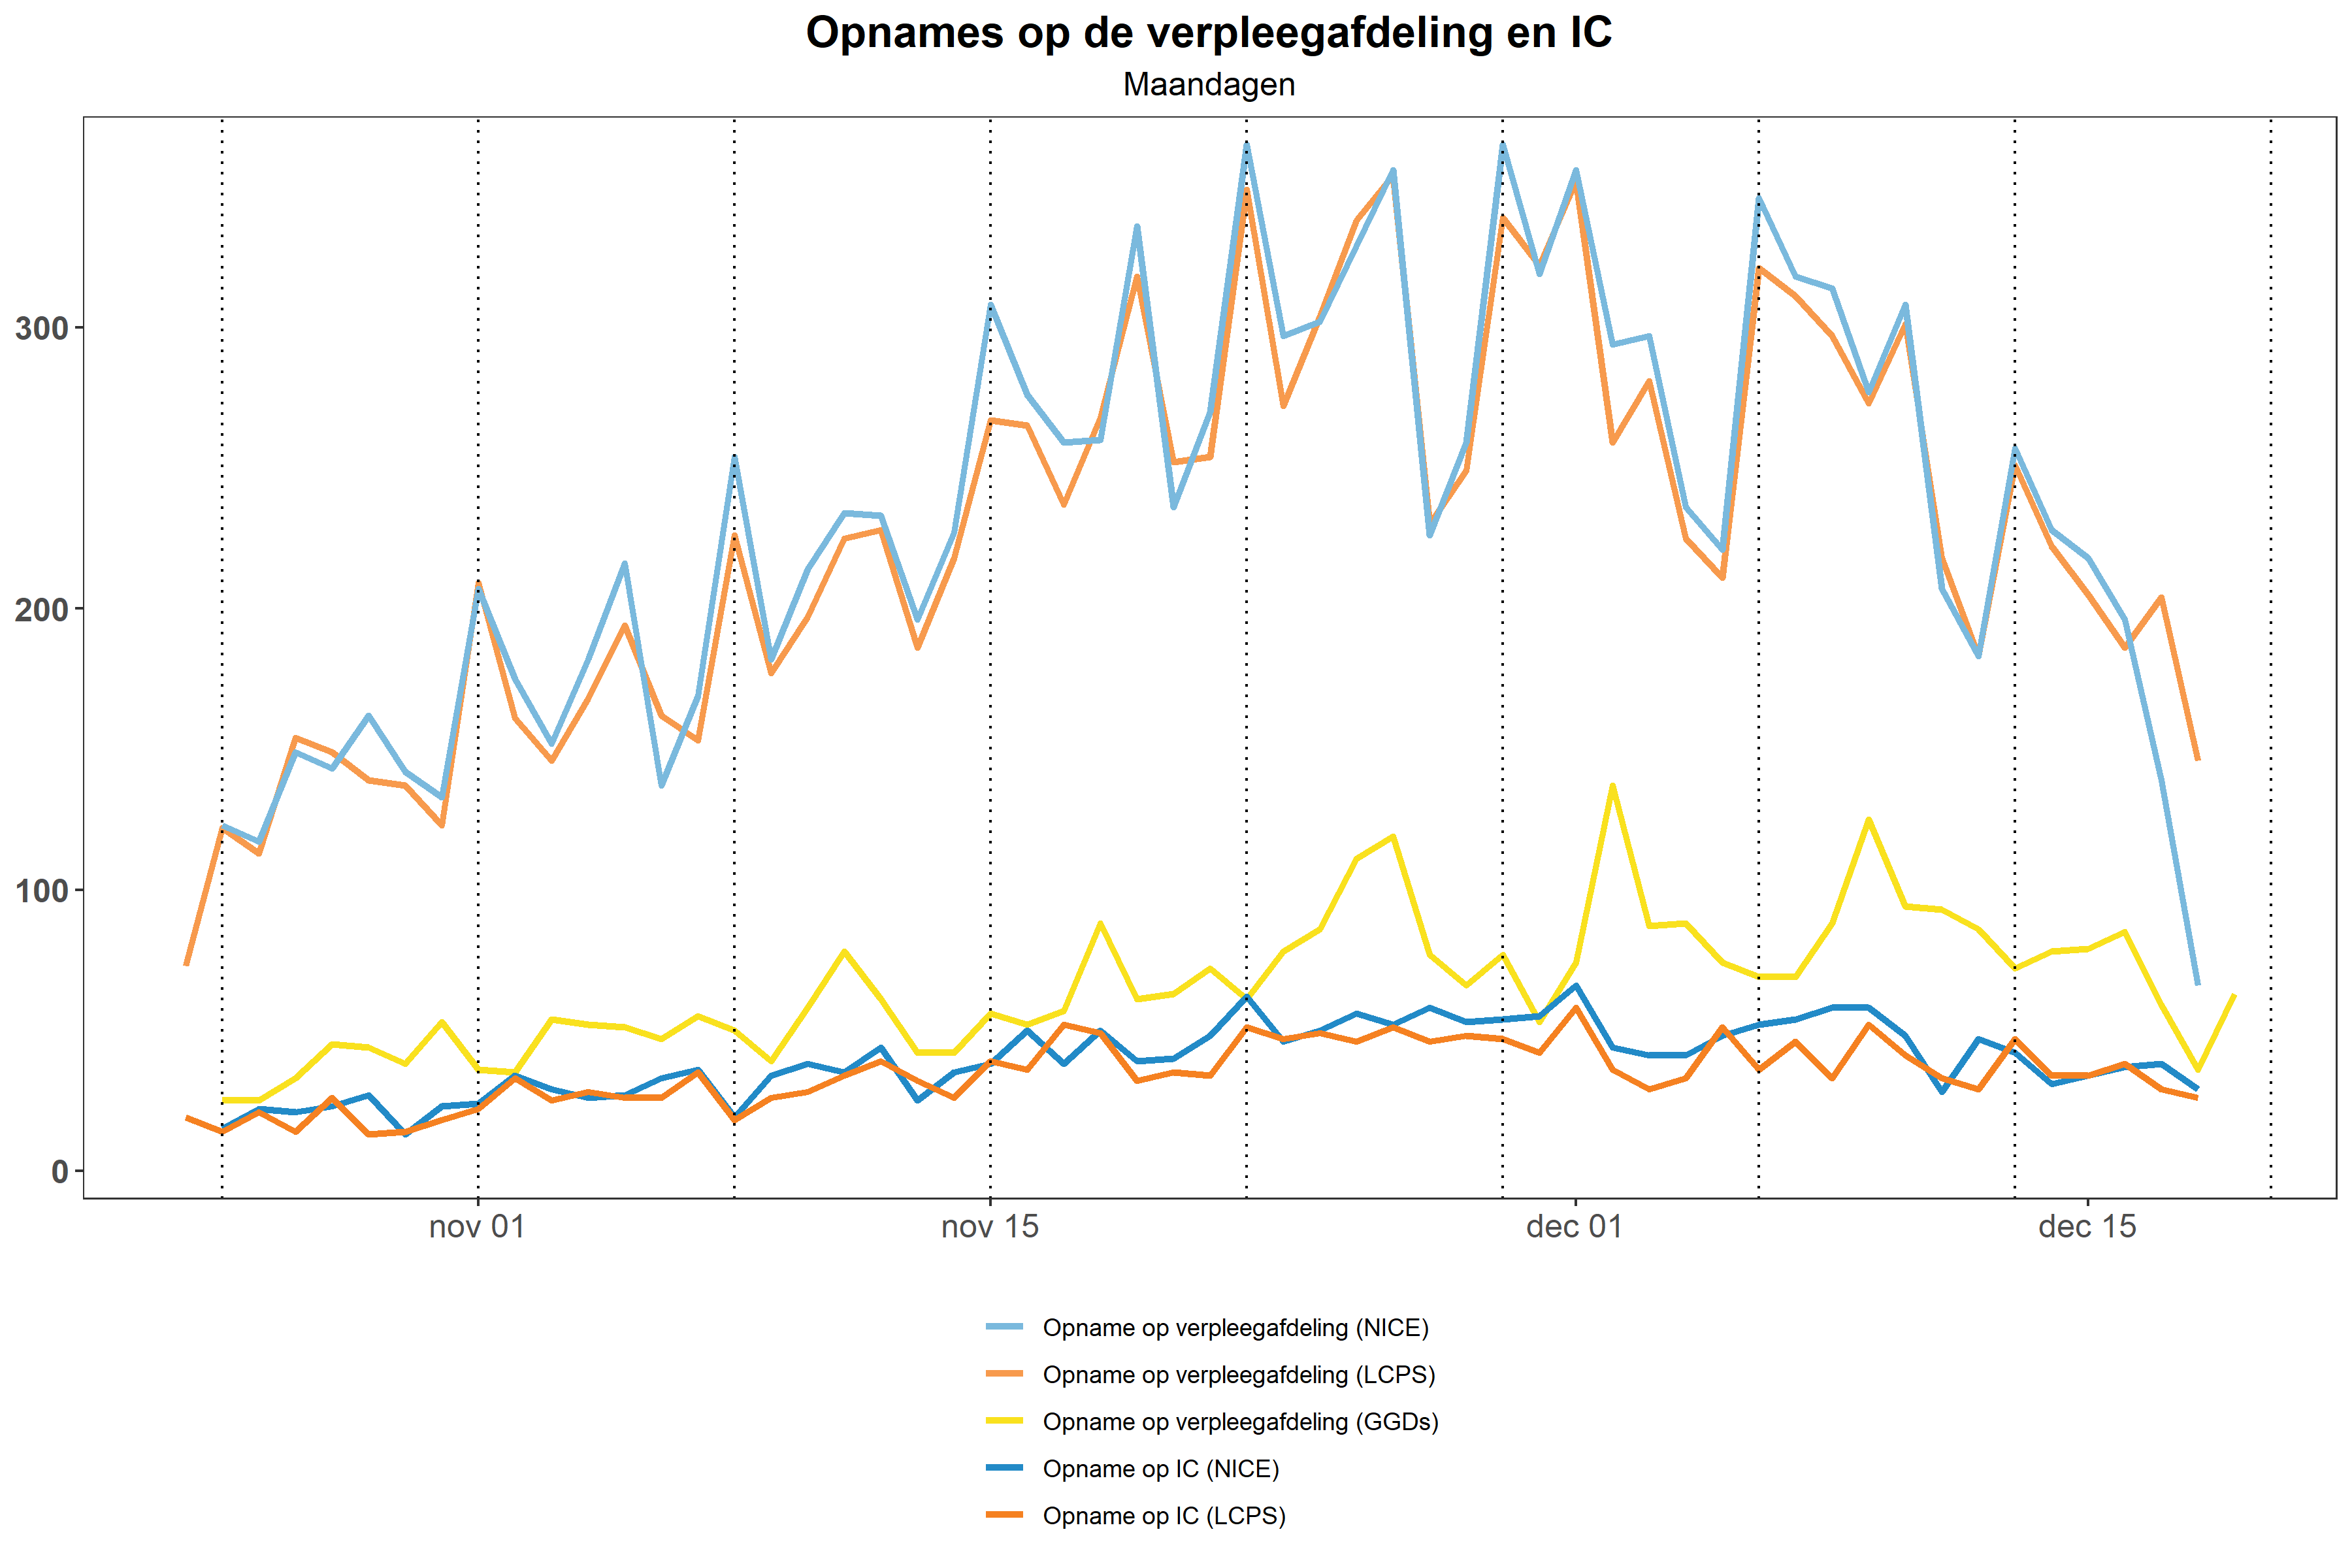 Opnames op de verpleegafdeling en IC
Maandagen
300
200
100
0
nov 01
nov 15
dec 01
dec 15
Opname op verpleegafdeling (NICE)
Opname op verpleegafdeling (LCPS)
Opname op verpleegafdeling (GGDs)
Opname op IC (NICE)
Opname op IC (LCPS)